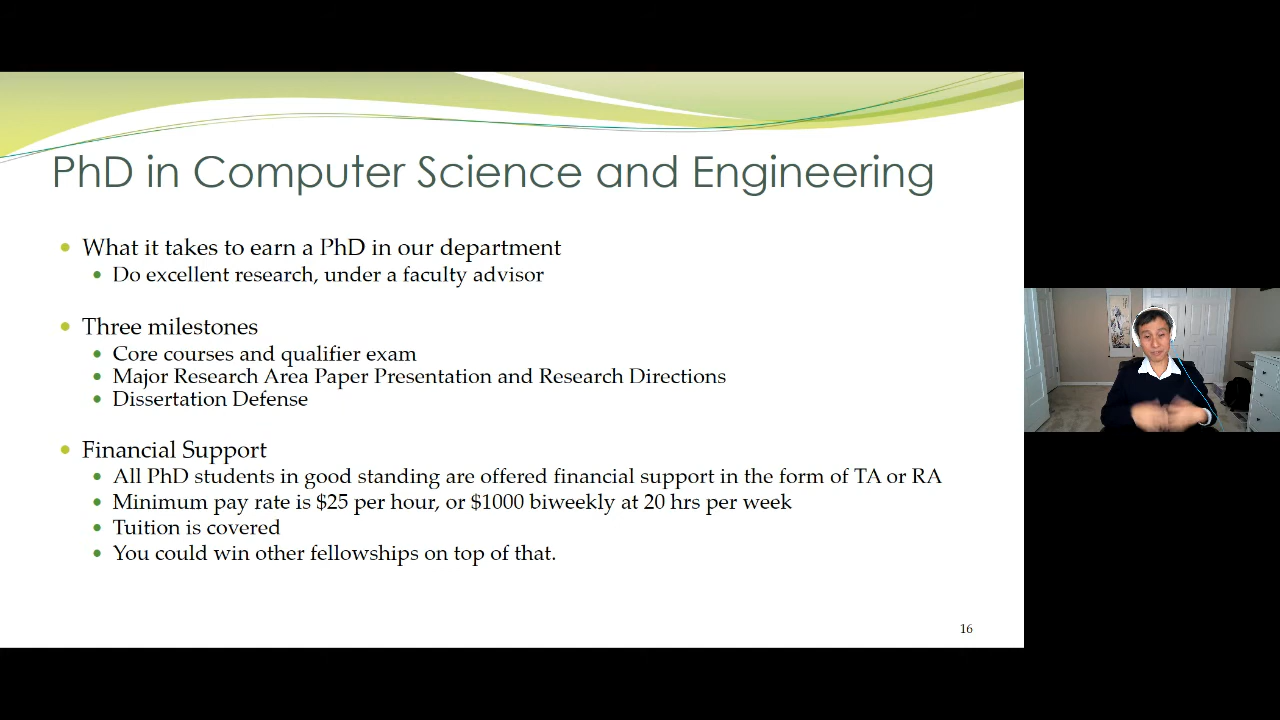 PhD in Computer Science and Engineering
What it takes to earn a PhD in our department
Do excellent research, under a faculty advisor
Three milestones
Core courses and qualifier exam
Major Research Area Paper Presentation and Research Directions
Dissertation Defense
Financial Support
All PhD students in good standing are offered financial support in the form of TA or RA
Minimum pay rate is $25 per hour, or $1000 biweekly at 20 hrs per week
Tuition is covered
You could win other fellowships on top of that.
16